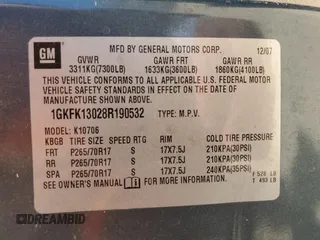 GM
MFD BY GENERAL MOTORS CORP. 12/07
GVWR GAWR FRT GAWR RR
3311KG(7300LB) 1633KG(3600LB) 1860KG(4100LB)
THIS VEHICLE CONFORMS TO ALL APPLICABLE U.S. FEDERAL MOTOR
VEHICLE SAFETY STANDARDS IN
EFFECT ON THE DATE OF MANUFACTURE SHOWN ABOVE.
1GKFK13028R190532 TYPE: M.P.V.
MODEL: K10706
KBGB TIRE SIZE SPEED RTG RIM COLD TIRE PRESSURE
FRT P265/70R17 S 17X7.5J 210KPA(30PSI)
RR P265/70R17 S 17X7.5J 210KPA(30PSI)
SPA P265/70R17 S 17X7.5J 240KPA(35PSI)
SEE OWNER'S MANUAL FOR ADDITIONAL INFORMATION.
T 493 LB
DREAMBID